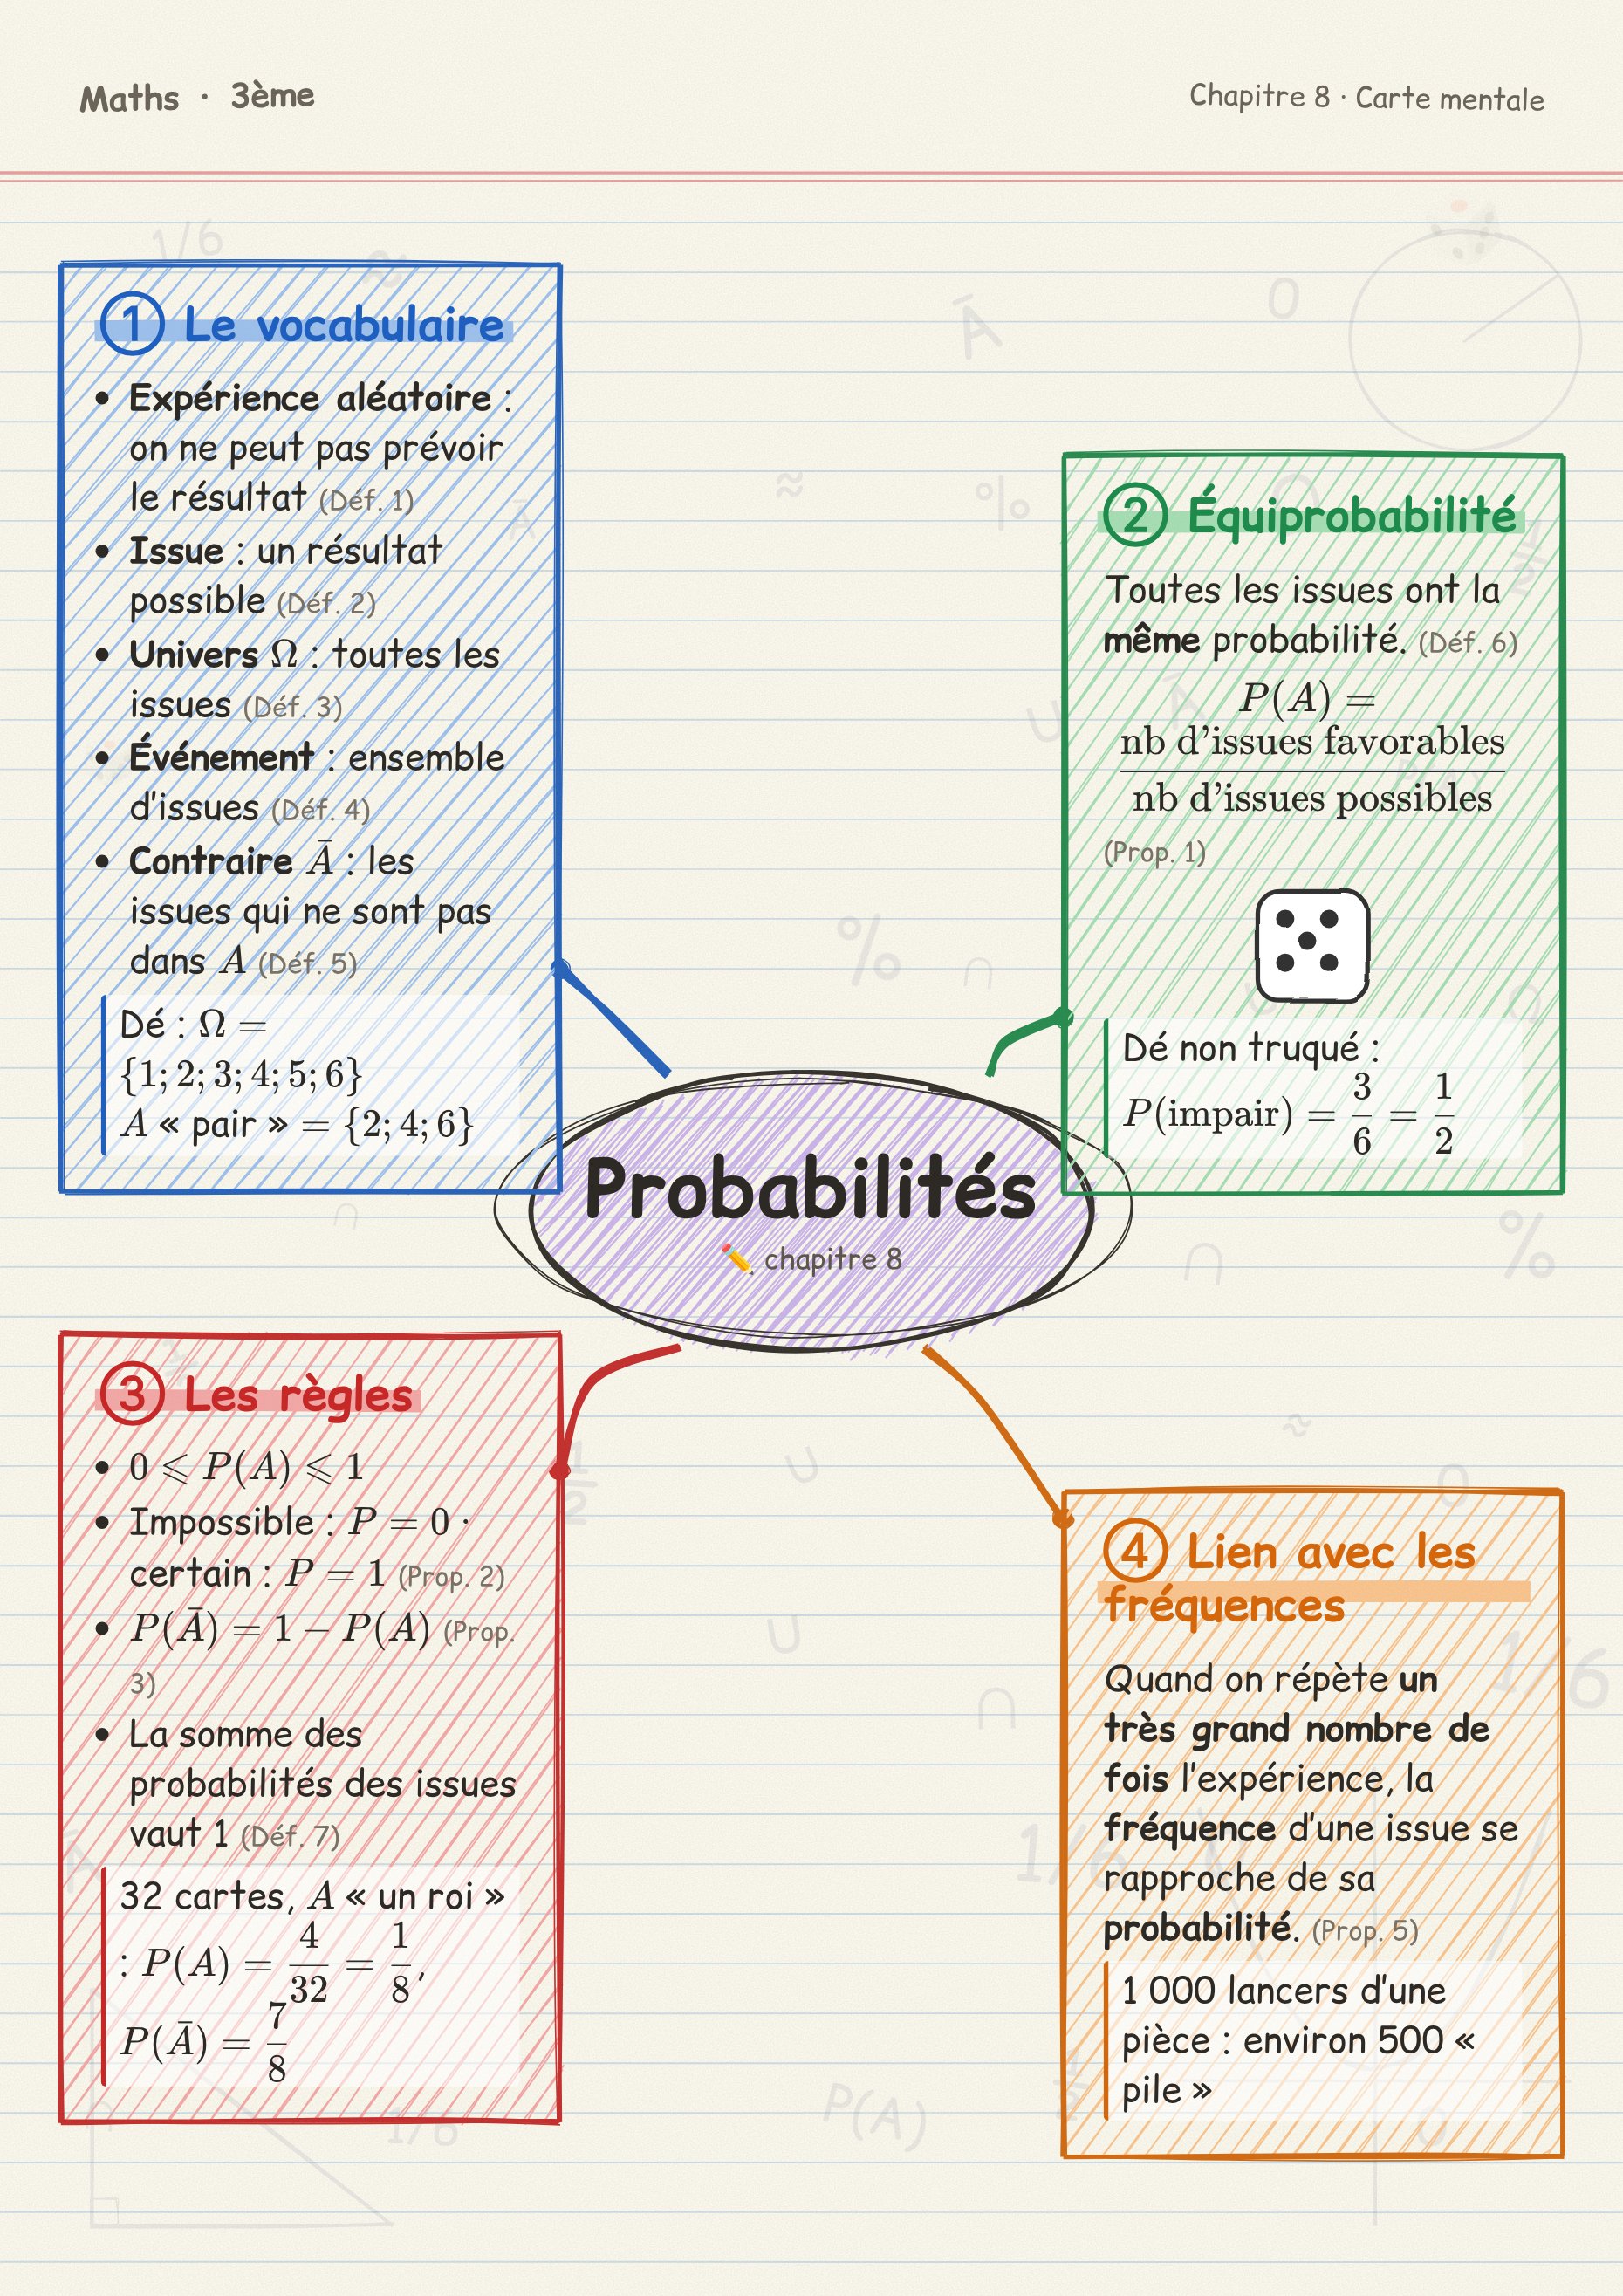 Maths · 3ème
Chapitre 8 · Carte mentale
① Le vocabulaire
• Expérience aléatoire :
on ne peut pas prévoir
le résultat (Déf. 1)
• Issue : un résultat
possible (Déf. 2)
• Univers Ω : toutes les
issues (Déf. 3)
• Événement : ensemble
d'issues (Déf. 4)
• Contraire Ā : les
issues qui ne sont pas
dans A (Déf. 5)
Dé : Ω =
{1; 2; 3; 4; 5; 6}
A « pair » = {2; 4; 6}
② Équiprobabilité
Toutes les issues ont la
même probabilité. (Déf. 6)
P(A) =
nb d'issues favorables
nb d'issues possibles
(Prop. 1)
Dé non truqué :
P(impair) = 3/6 = 1/2
Probabilités
✏️ chapitre 8
③ Les règles
• 0 ⩽ P(A) ⩽ 1
• Impossible : P = 0 ·
certain : P = 1 (Prop. 2)
• P(Ā) = 1 − P(A) (Prop.
3)
• La somme des
probabilités des issues
vaut 1 (Déf. 7)
32 cartes, A « un roi »
: P(A) = 4/32 = 1/8,
P(Ā) = 7/8
④ Lien avec les
fréquences
Quand on répète un
très grand nombre de
fois l'expérience, la
fréquence d'une issue se
rapproche de sa
probabilité. (Prop. 5)
1 000 lancers d'une
pièce : environ 500 «
pile »